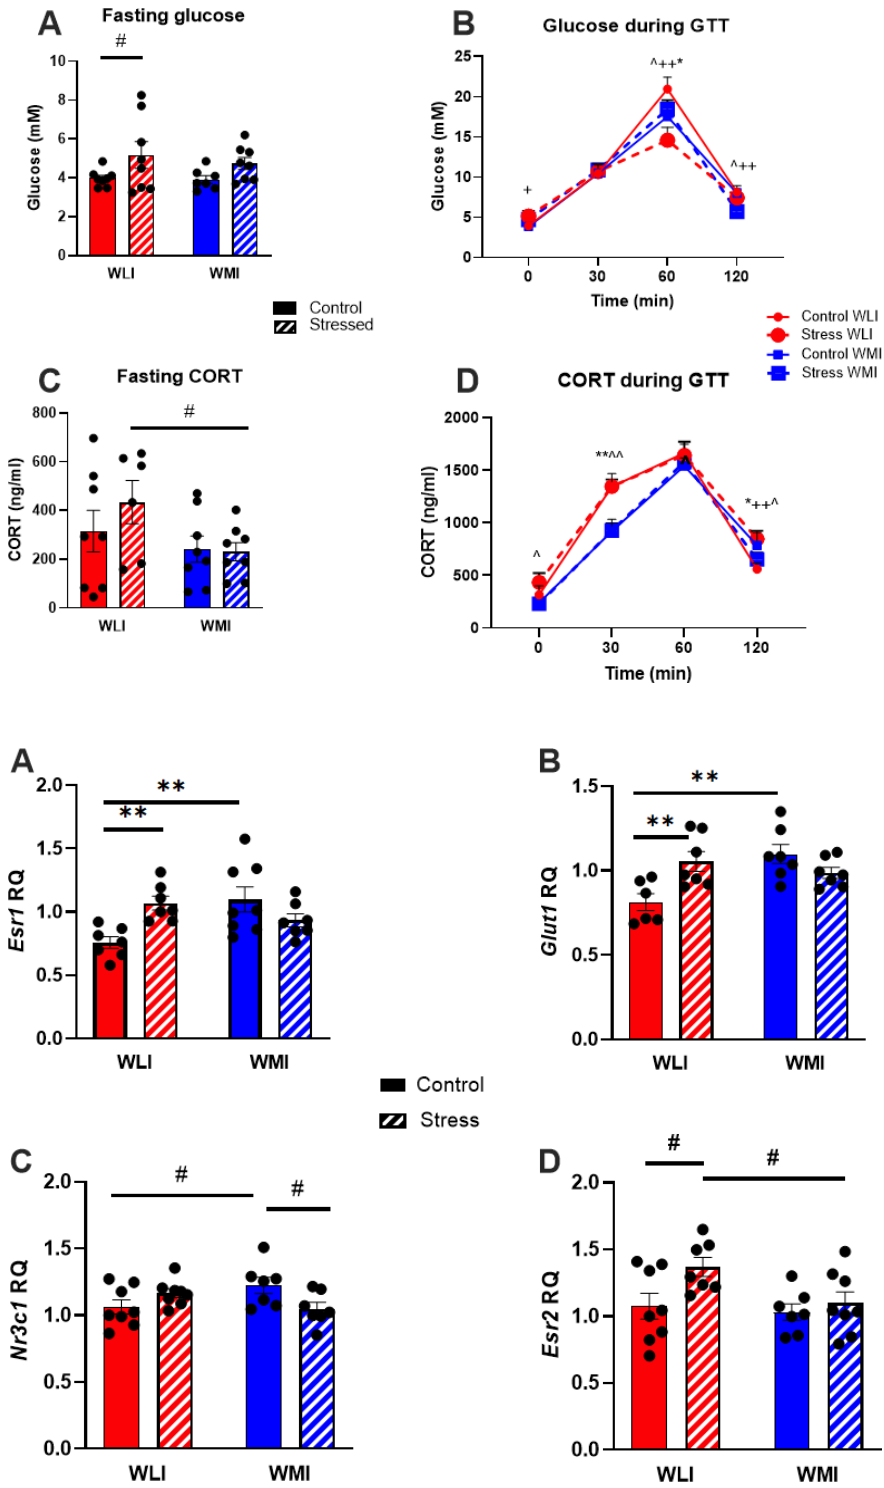 A
Fasting glucose
#
Glucose (mM)
10
8
6
4
2
0
WLI
WMI
Control
Stressed
B
Glucose during GTT
25
20
15
10
5
0
^++*
^++
+
0
30
60
120
Time (min)
Control WLI
Stress WLI
Control WMI
Stress WMI
C
Fasting CORT
#
CORT (ng/ml)
800
600
400
200
0
WLI
WMI
D
CORT during GTT
CORT (ng/ml)
2000
1500
1000
500
0
^
**^^
^
*++^
0
30
60
120
Time (min)
A
**
**
Esr1 RQ
2.0
1.5
1.0
0.5
0.0
WLI
WMI
B
**
**
Glut1 RQ
1.5
1.0
0.5
0.0
WLI
WMI
Control
Stress
C
#
#
Nr3c1 RQ
2.0
1.5
1.0
0.5
0.0
WLI
WMI
D
#
#
Esr2 RQ
2.0
1.5
1.0
0.5
0.0
WLI
WMI